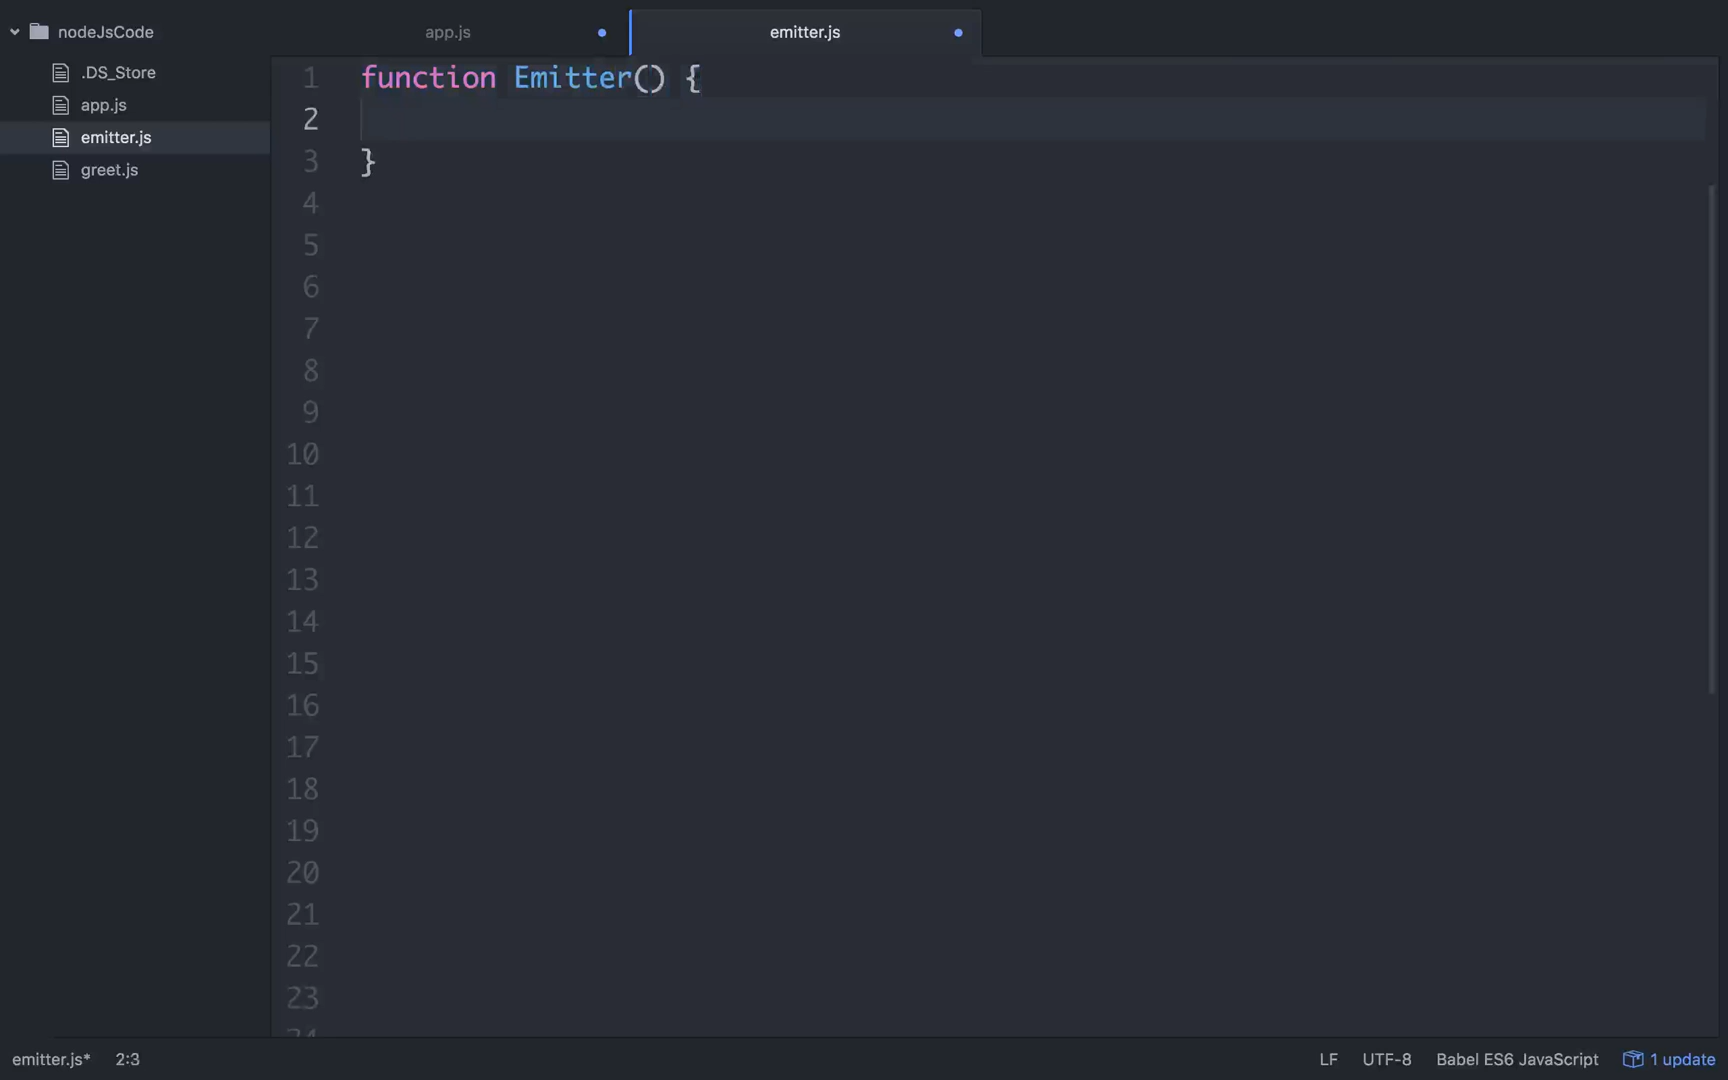 nodeJsCode
.DS_Store
app.js
emitter.js
greet.js
app.js
emitter.js
1 function Emitter() {
2
3 }
4
5
6
7
8
9
10
11
12
13
14
15
16
17
18
19
20
21
22
23
emitter.js* 2:3
LF UTF-8 Babel ES6 JavaScript 1 update